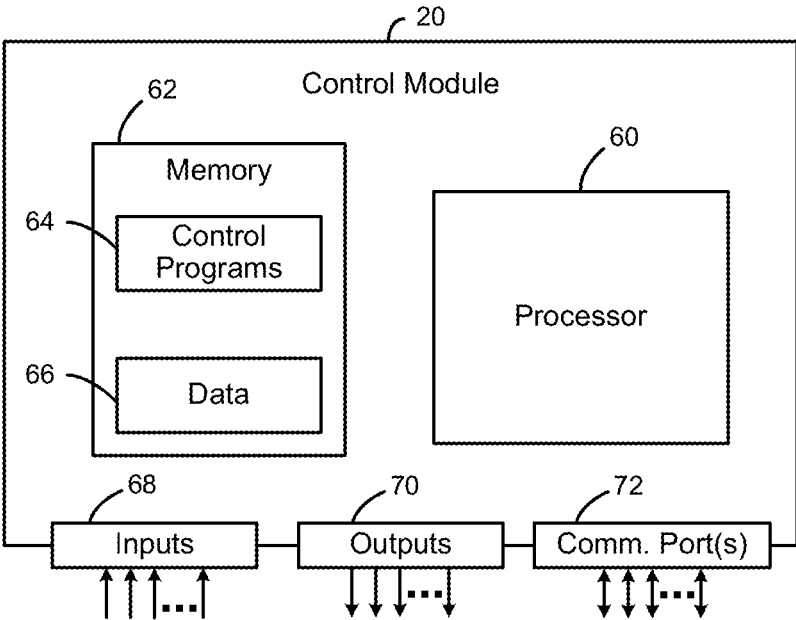 20
Control Module
62
Memory
60
64
Control
Programs
Processor
66
Data
68
70
72
Inputs
Outputs
Comm. Port(s)